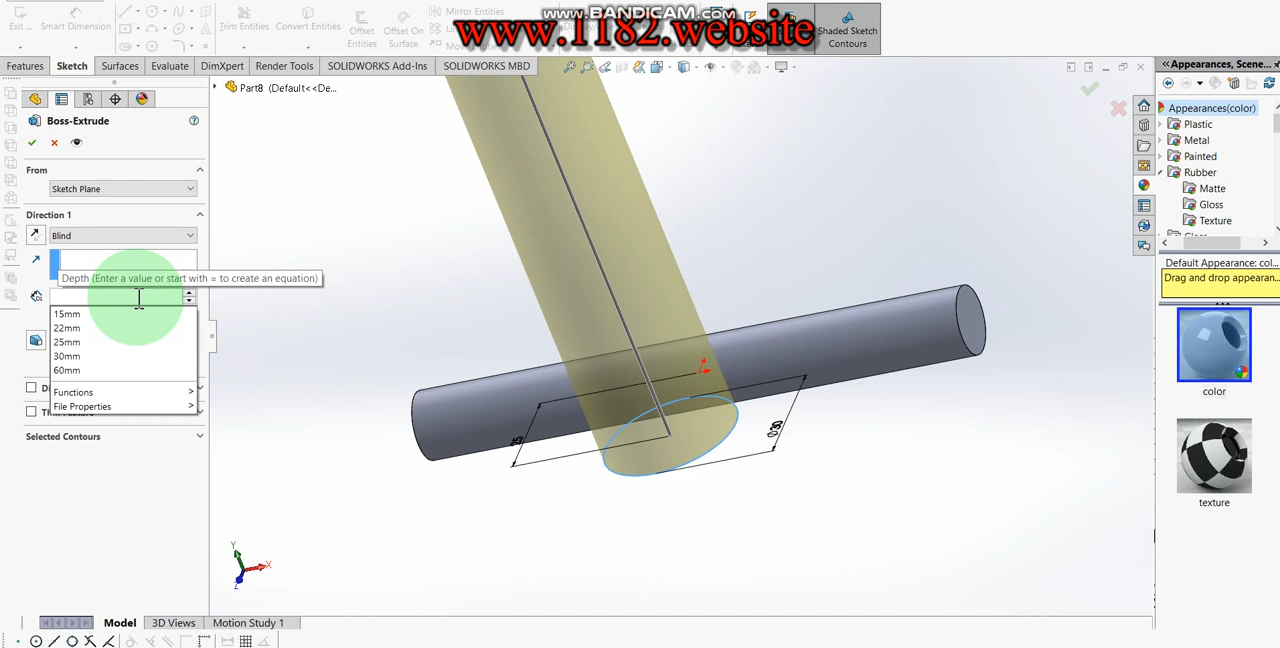 www.BANDICAM.com
www.1182.website
Exit ...
Smart Dimension
Trim Entities
Convert Entities
Offset Entities
Offset On Surface
Mirror Entities
Shaded Sketch Contours
Features
Sketch
Surfaces
Evaluate
DimXpert
Render Tools
SOLIDWORKS Add-Ins
SOLIDWORKS MBD
Part8 (Default<<De...
Boss-Extrude
From
Sketch Plane
Direction 1
Blind
Depth (Enter a value or start with = to create an equation)
15mm
22mm
25mm
30mm
60mm
Functions
File Properties
Selected Contours
25
Ø30
Y
X
Z
Appearances, Scene...
Appearances(color)
Plastic
Metal
Painted
Rubber
Matte
Gloss
Texture
Default Appearance: col...
Drag and drop appearan...
color
texture
Model
3D Views
Motion Study 1